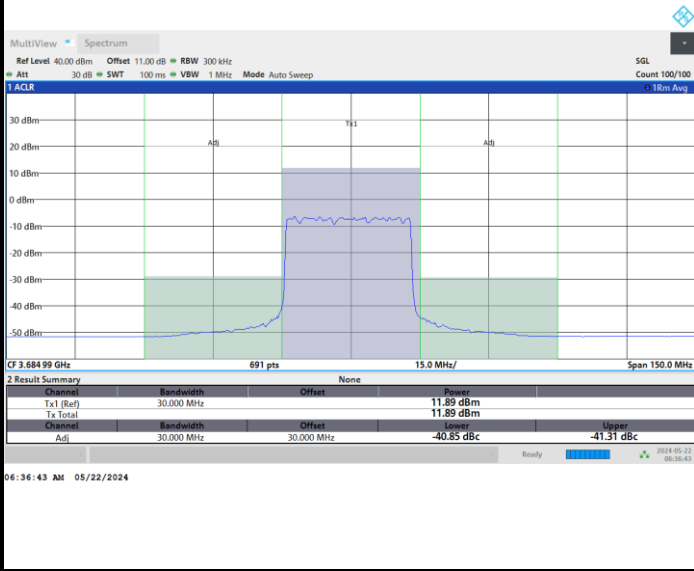 MultiView Spectrum
Ref Level 40.00 dBm Offset 11.00 dB RBW 300 kHz SGL
Att 30 dB SWT 100 ms VBW 1 MHz Mode Auto Sweep Count 100/100
1 ACLR 1Rm Avg
30 dBm
Tx1
20 dBm
Adj Adj
10 dBm
0 dBm
-10 dBm
-20 dBm
-30 dBm
-40 dBm
-50 dBm
CF 3.684 99 GHz 691 pts 15.0 MHz/ Span 150.0 MHz
2 Result Summary None
Channel Bandwidth Offset Power
Tx1 (Ref) 30.000 MHz 11.89 dBm
Tx Total 11.89 dBm
Channel Bandwidth Offset Lower Upper
Adj 30.000 MHz 30.000 MHz -40.85 dBc -41.31 dBc
Ready 2024-05-22
06:36:43
06:36:43 AM 05/22/2024